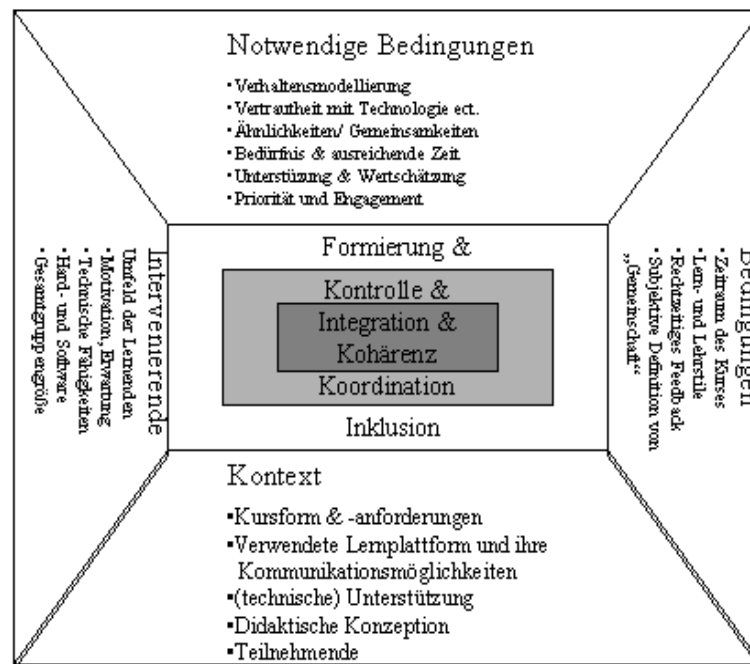 Notwendige Bedingungen
•Verhaltensmodellierung
•Vertrautheit mit Technologie ect.
•Ähnlichkeiten/ Gemeinsamkeiten
•Bedürfnis & ausreichende Zeit
•Unterstüzung & Wertschätzung
•Priorität und Engagement
Intervenierende
Umfeld der Lernenden
•Motivation, Erwartung
•Technische Fähigkeiten
•Hard- und Software
•Gesamtgruppengröße
Formierung &
Kontrolle &
Integration &
Kohärenz
Koordination
Inklusion
Bedingungen
•Zeitraum des Kurses
•Lern- und Lehrstile
•Rechtzeitiges Feedback
•Subjektive Definition von
„Gemeinschaft“
Kontext
▪Kursform & -anforderungen
▪Verwendete Lernplattform und ihre
Kommunikationsmöglichkeiten
▪(technische) Unterstützung
▪Didaktische Konzeption
▪Teilnehmende